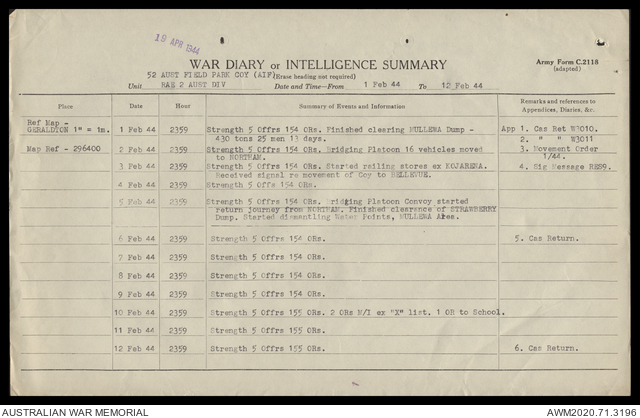 19 APR 1944
WAR DIARY or INTELLIGENCE SUMMARY
Army Form C.2118
(adapted)
52 AUST FIELD PARK COY (AIF) (Erase heading not required)
Unit RAE 2 AUST DIV Date and Time—From 1 Feb 44 To 12 Feb 44
Place Date Hour Summary of Events and Information Remarks and references to Appendices, Diaries, &c.
Ref Map -
GERALDTON 1" = 1m. 1 Feb 44 2359 Strength 5 Offrs 154 ORs. Finished clearing MULLEWA Dump - App 1. Cas Ret W3010.
430 tons 25 men 13 days. 2. " " W3011
Map Ref - 296400 2 Feb 44 2359 Strength 5 Offrs 154 ORs. Bridging Platoon 16 vehicles moved 3. Movement Order
to NORTHAM. 1/44.
3 Feb 44 2359 Strength 5 Offrs 154 ORs. Started railing stores ex KOJARENA. 4. Sig Message RES9.
Received signal re movement of Coy to BELLEVUE.
4 Feb 44 2359 Strength 5 Offs 154 ORs.
5 Feb 44 2359 Strength 5 Offrs 154 ORs. ridging Platoon Convoy started
return journey from NORTHAM. Finished clearence of STRAWBERRY
Dump. Started dismantling Water Points, MULLEWA Area.
6 Feb 44 2359 Strength 5 Offrs 154 ORs. 5. Cas Return.
7 Feb 44 2359 Strength 5 Offrs 154 ORs.
8 Feb 44 2359 Strength 5 Offrs 154 ORs.
9 Feb 44 2359 Strength 5 Offrs 154 ORs.
10 Feb 44 2359 Strength 5 Offrs 155 ORs. 2 ORs M/I ex "X" list, 1 OR to School.
11 Feb 44 2359 Strength 5 Offrs 155 ORs.
12 Feb 44 2359 Strength 5 Offrs 155 ORs. 6. Cas Return.
AUSTRALIAN WAR MEMORIAL AWM2020.71.3196